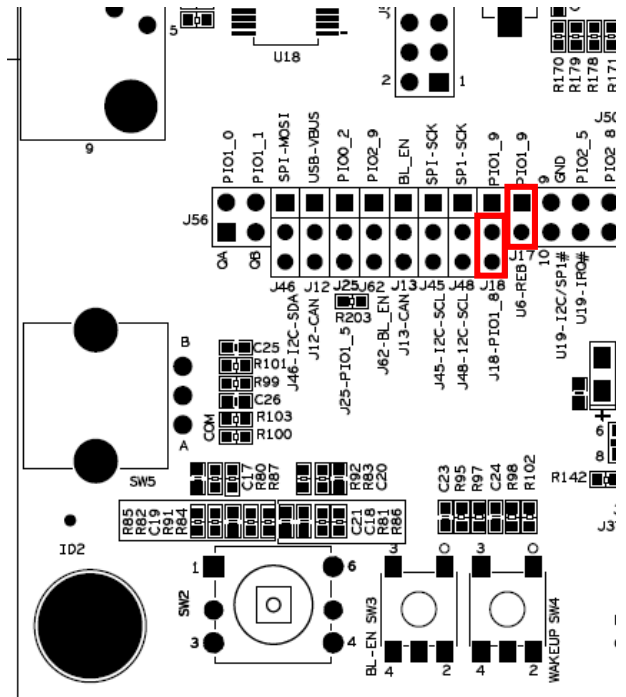 5
U18
2
1
R170
R179
R178
R171
9
PIO1_0
PIO1_1
SPI-MOSI
USB-VBUS
PIO0_2
PIO2_9
BL_EN
SPI-SCK
SPI-SCK
PIO1_9
PIO1_9
9
GND
PIO2_5
PIO2_8
J50
J56
QA
QB
J46
J12
J25
J62
J13
J45
J48
J18
J17
10
J46-I2C-SDA
J12-CAN
R203
J25-PIO1_5
J62-BL_EN
J13-CAN
J45-I2C-SCL
J48-I2C-SCL
J18-PIO1_8
U6-REB
U19-I2C/SPI#
U19-IRQ#
B
A
COM
C25
R101
R99
C26
R103
R100
SW5
+
6
8
R142
J3
C17
R80
R87
R92
R83
C20
C23
R95
R97
C24
R98
R102
R85
R82
C19
R91
R84
C21
C18
R81
R86
ID2
1
6
SW2
3
4
3
O
BL-EN SW3
4
2
3
O
WAKEUP SW4
4
2